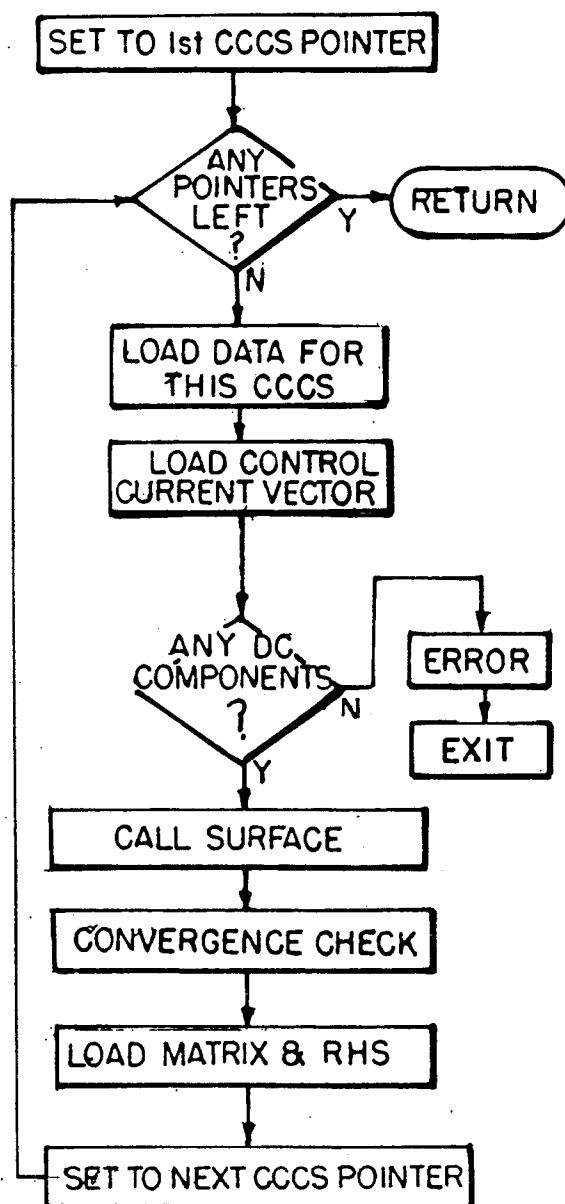 SET TO 1st CCCS POINTER
ANY
POINTERS
LEFT
?
Y
RETURN
N
LOAD DATA FOR
THIS CCCS
LOAD CONTROL
CURRENT VECTOR
ANY DC
COMPONENTS
?
N
ERROR
EXIT
Y
CALL SURFACE
CONVERGENCE CHECK
LOAD MATRIX & RHS
SET TO NEXT CCCS POINTER